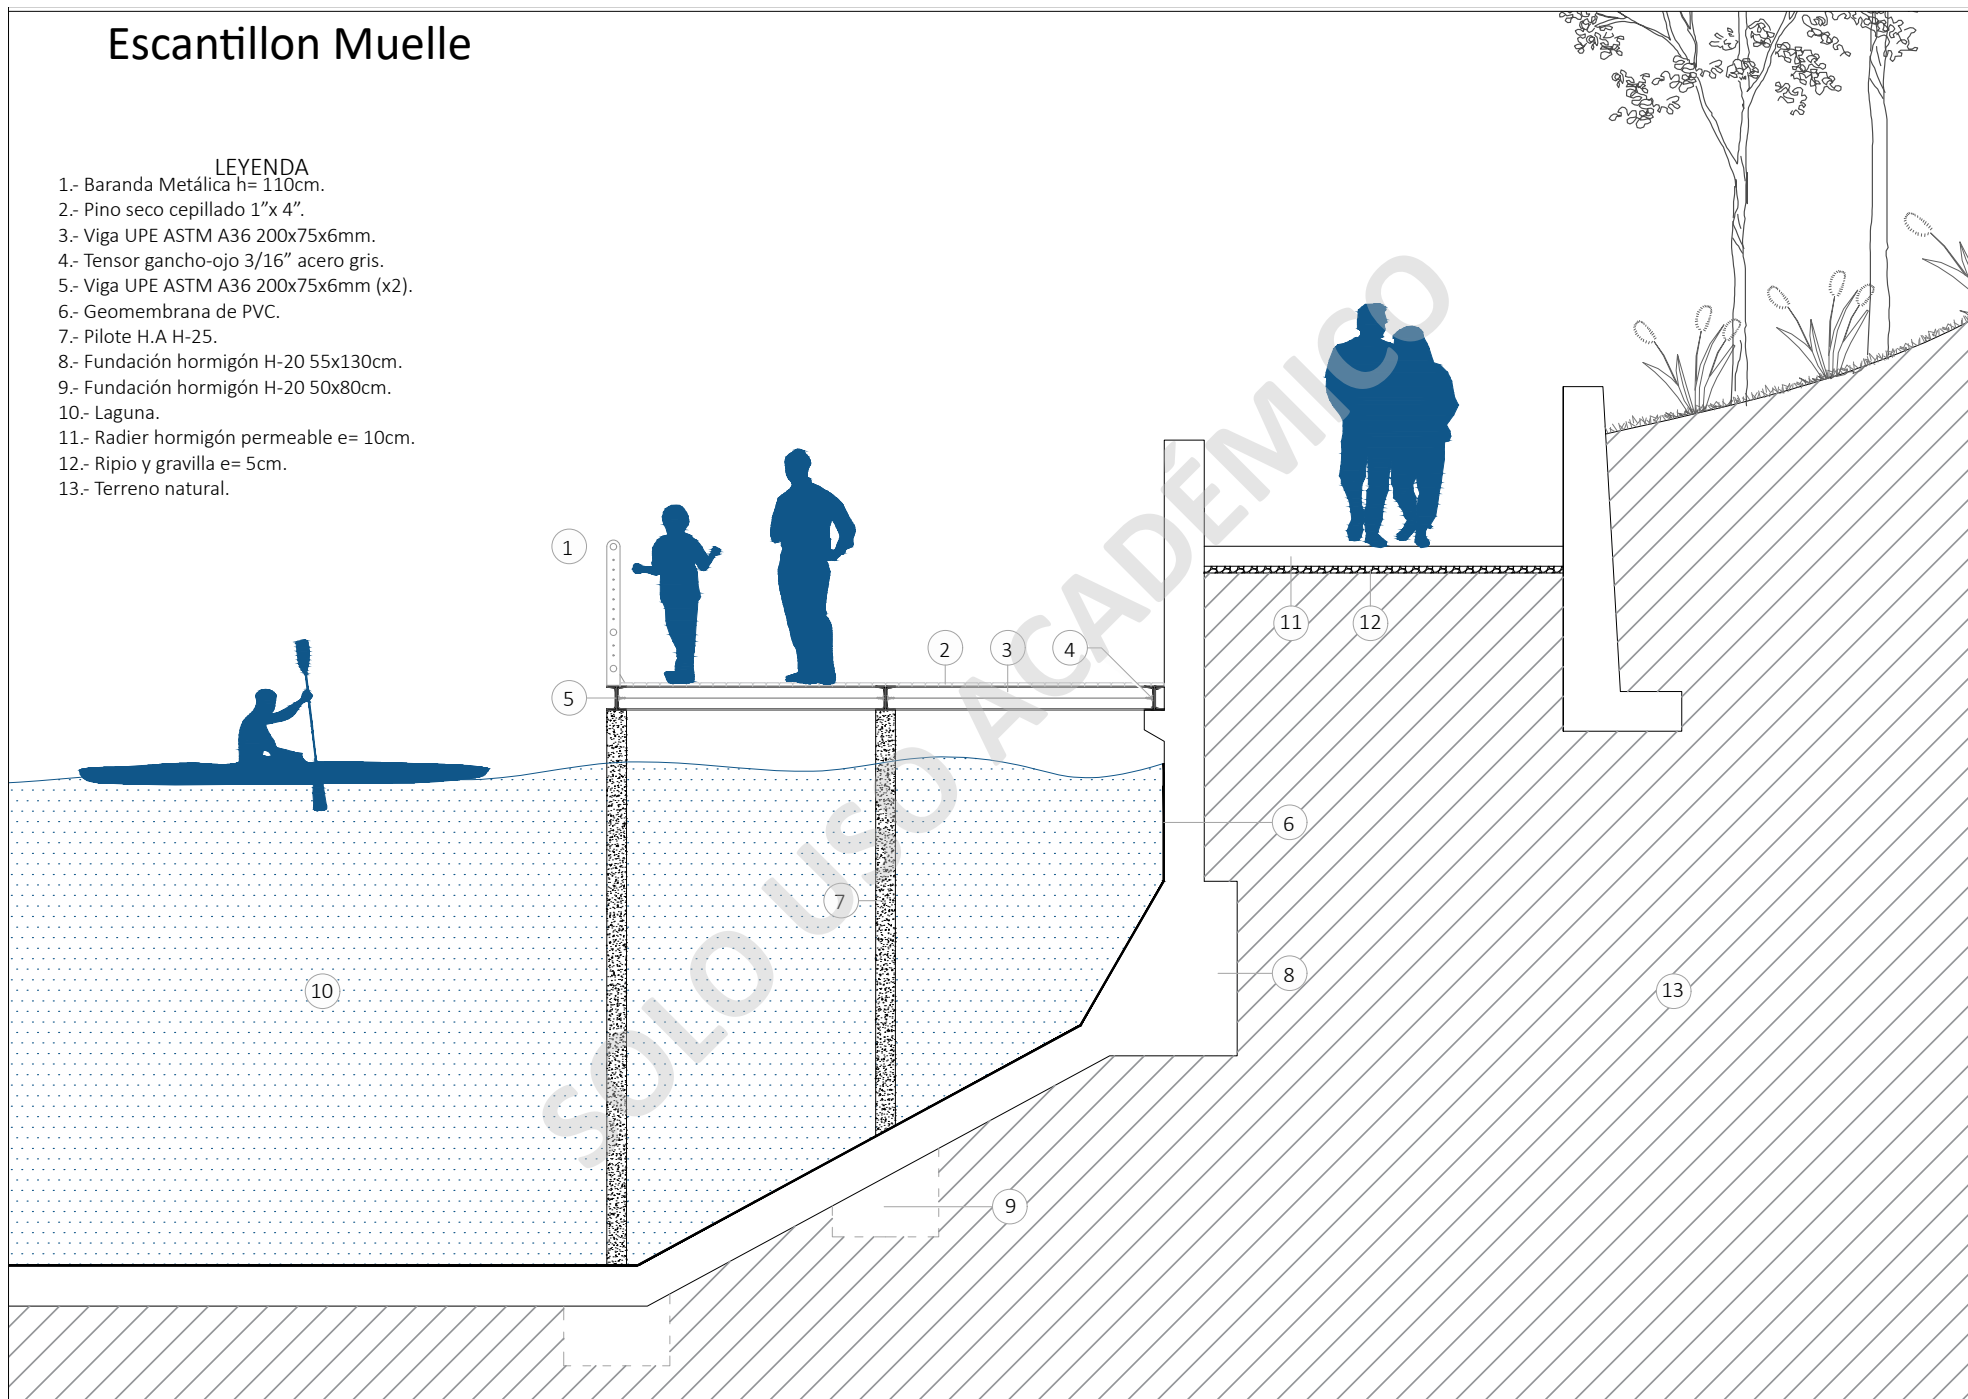 Escantillon Muelle
LEYENDA
1.- Baranda Metálica h= 110cm.
2.- Pino seco cepillado 1”x 4”.
3.- Viga UPE ASTM A36 200x75x6mm.
4.- Tensor gancho-ojo 3/16” acero gris.
5.- Viga UPE ASTM A36 200x75x6mm (x2).
6.- Geomembrana de PVC.
7.- Pilote H.A H-25.
8.- Fundación hormigón H-20 55x130cm.
9.- Fundación hormigón H-20 50x80cm.
10.- Laguna.
11.- Radier hormigón permeable e= 10cm.
12.- Ripio y gravilla e= 5cm.
13.- Terreno natural.
1
2
3
4
5
6
7
8
9
10
11
12
13
SOLO USO ACADÉMICO